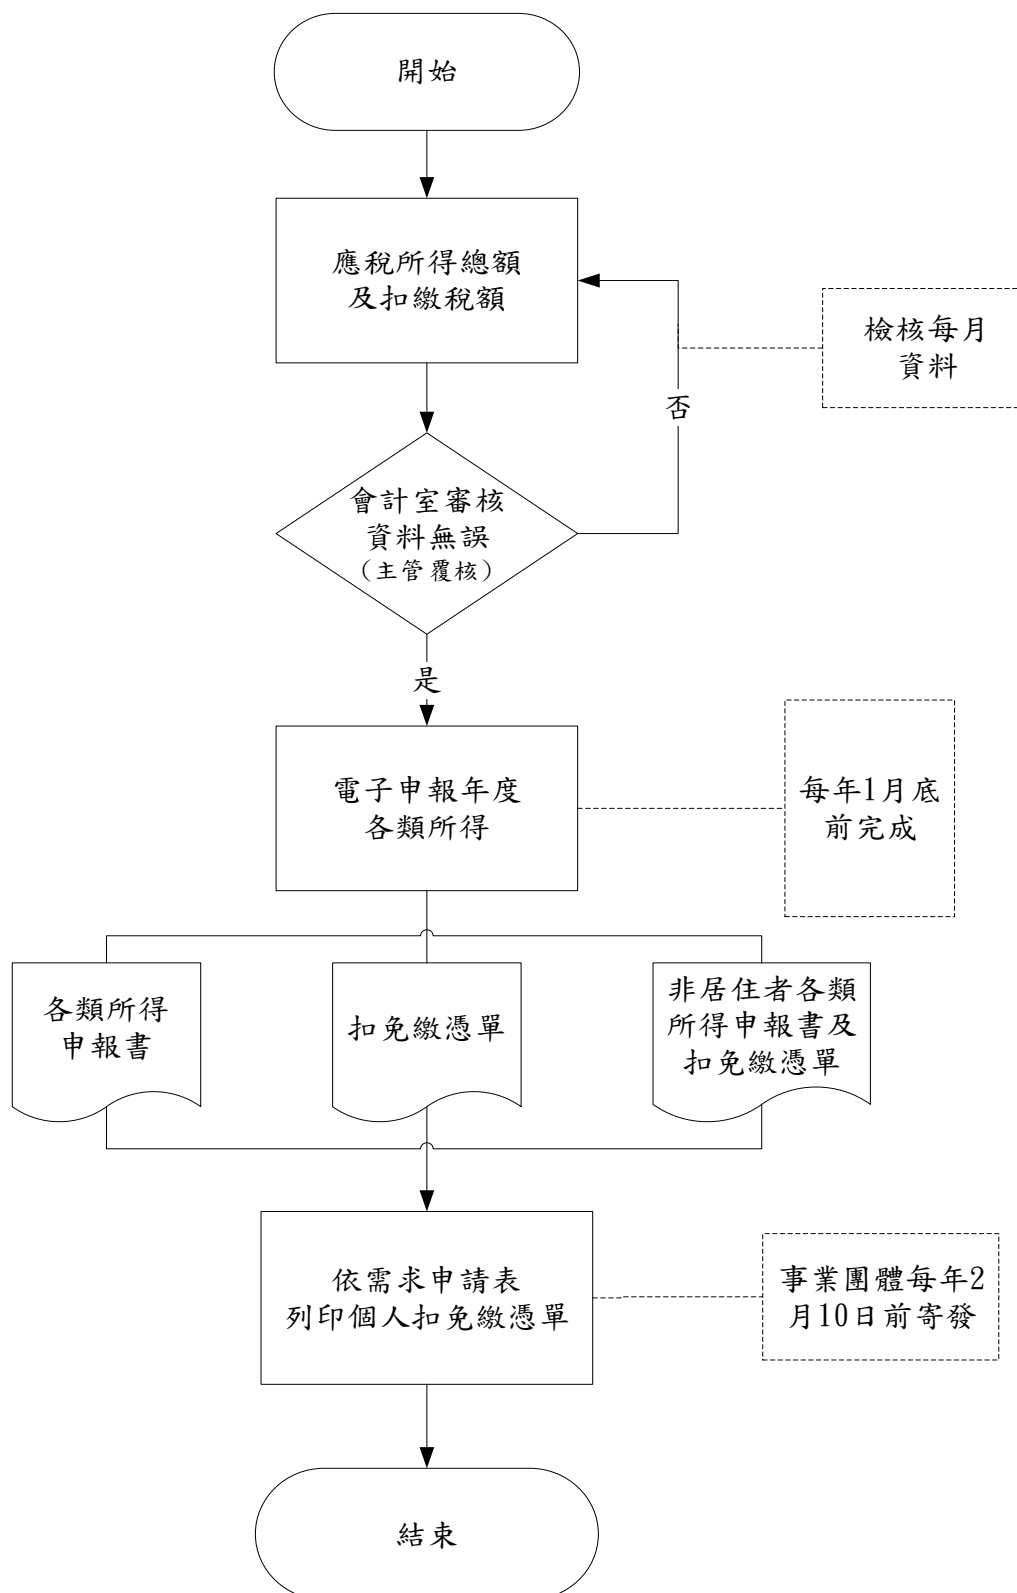 開始
應稅所得總額
及扣繳稅額
檢核每月
資料
否
會計室審核
資料無誤
（主管覆核）
是
電子申報年度
各類所得
每年1月底
前完成
各類所得
申報書
扣免繳憑單
非居住者各類
所得申報書及
扣免繳憑單
依需求申請表
列印個人扣免繳憑單
事業團體每年2
月10日前寄發
結束